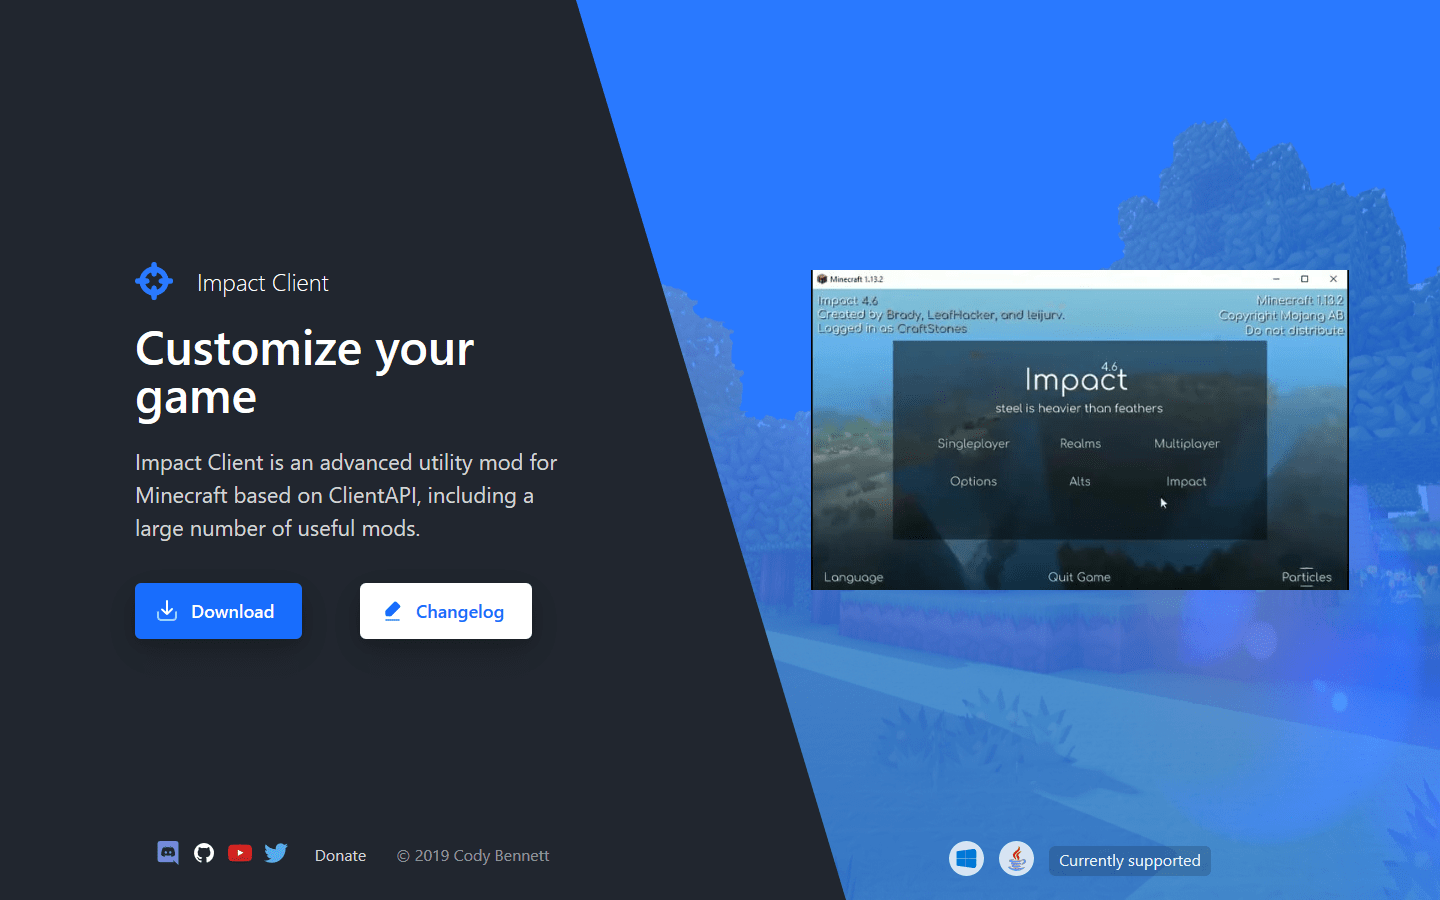 Impact Client
Customize your
game
Impact Client is an advanced utility mod for
Minecraft based on ClientAPI, including a
large number of useful mods.
Download
Changelog
Donate
© 2019 Cody Bennett
Minecraft 1.13.2
Impact 4.6
Created by Brady, LeafHacker, and leijurv.
Logged in as CraftStones
Minecraft 1.13.2
Copyright Mojang AB
Do not distribute
4.6
Impact
steel is heavier than feathers
Singleplayer
Realms
Multiplayer
Options
Alts
Impact
Language
Quit Game
Particles
Currently supported